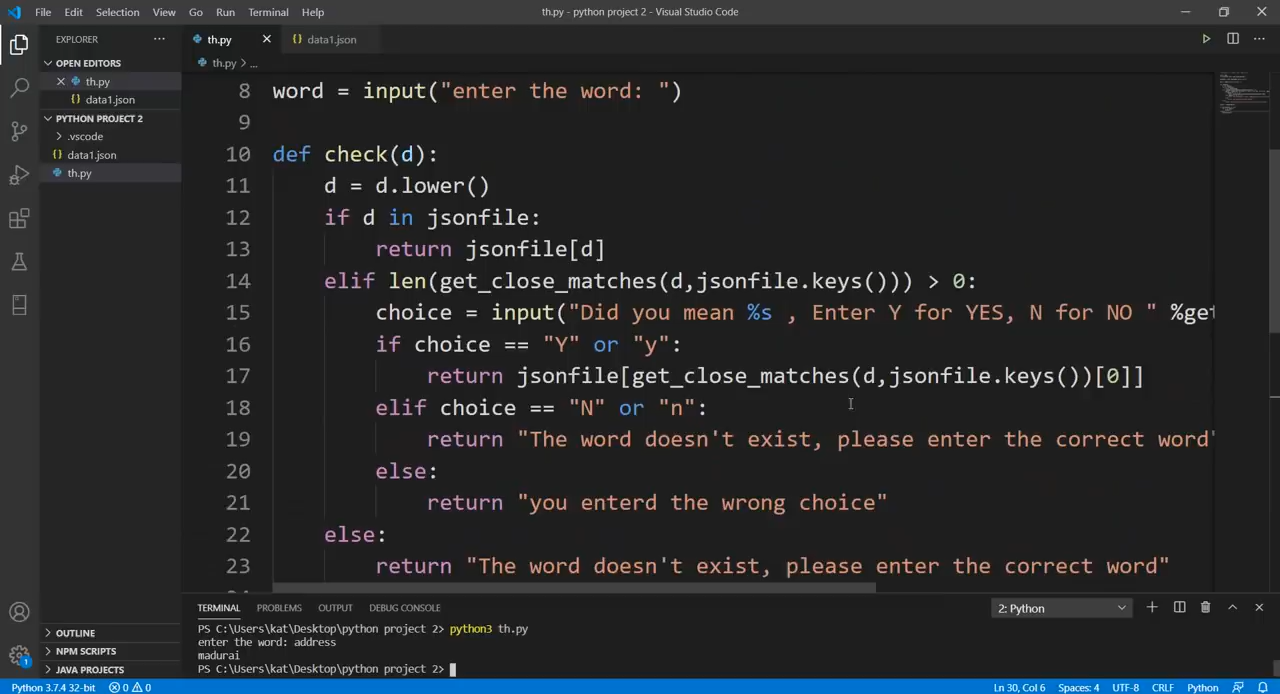 File Edit Selection View Go Run Terminal Help th.py - python project 2 - Visual Studio Code
EXPLORER ··· th.py × {} data1.json
OPEN EDITORS
× th.py
{} data1.json
PYTHON PROJECT 2
> .vscode
{} data1.json
th.py
OUTLINE
NPM SCRIPTS
JAVA PROJECTS
th.py > ...
8 word = input("enter the word: ")
9
10 def check(d):
11     d = d.lower()
12     if d in jsonfile:
13         return jsonfile[d]
14     elif len(get_close_matches(d,jsonfile.keys())) > 0:
15         choice = input("Did you mean %s , Enter Y for YES, N for NO " %get
16         if choice == "Y" or "y":
17             return jsonfile[get_close_matches(d,jsonfile.keys())[0]]
18         elif choice == "N" or "n":
19             return "The word doesn't exist, please enter the correct word"
20         else:
21             return "you enterd the wrong choice"
22     else:
23         return "The word doesn't exist, please enter the correct word"
TERMINAL PROBLEMS OUTPUT DEBUG CONSOLE 2: Python
PS C:\Users\kat\Desktop\python project 2> python3 th.py
enter the word: address
madurai
PS C:\Users\kat\Desktop\python project 2>
1
Python 3.7.4 32-bit 0 0 Ln 30, Col 6 Spaces: 4 UTF-8 CRLF Python